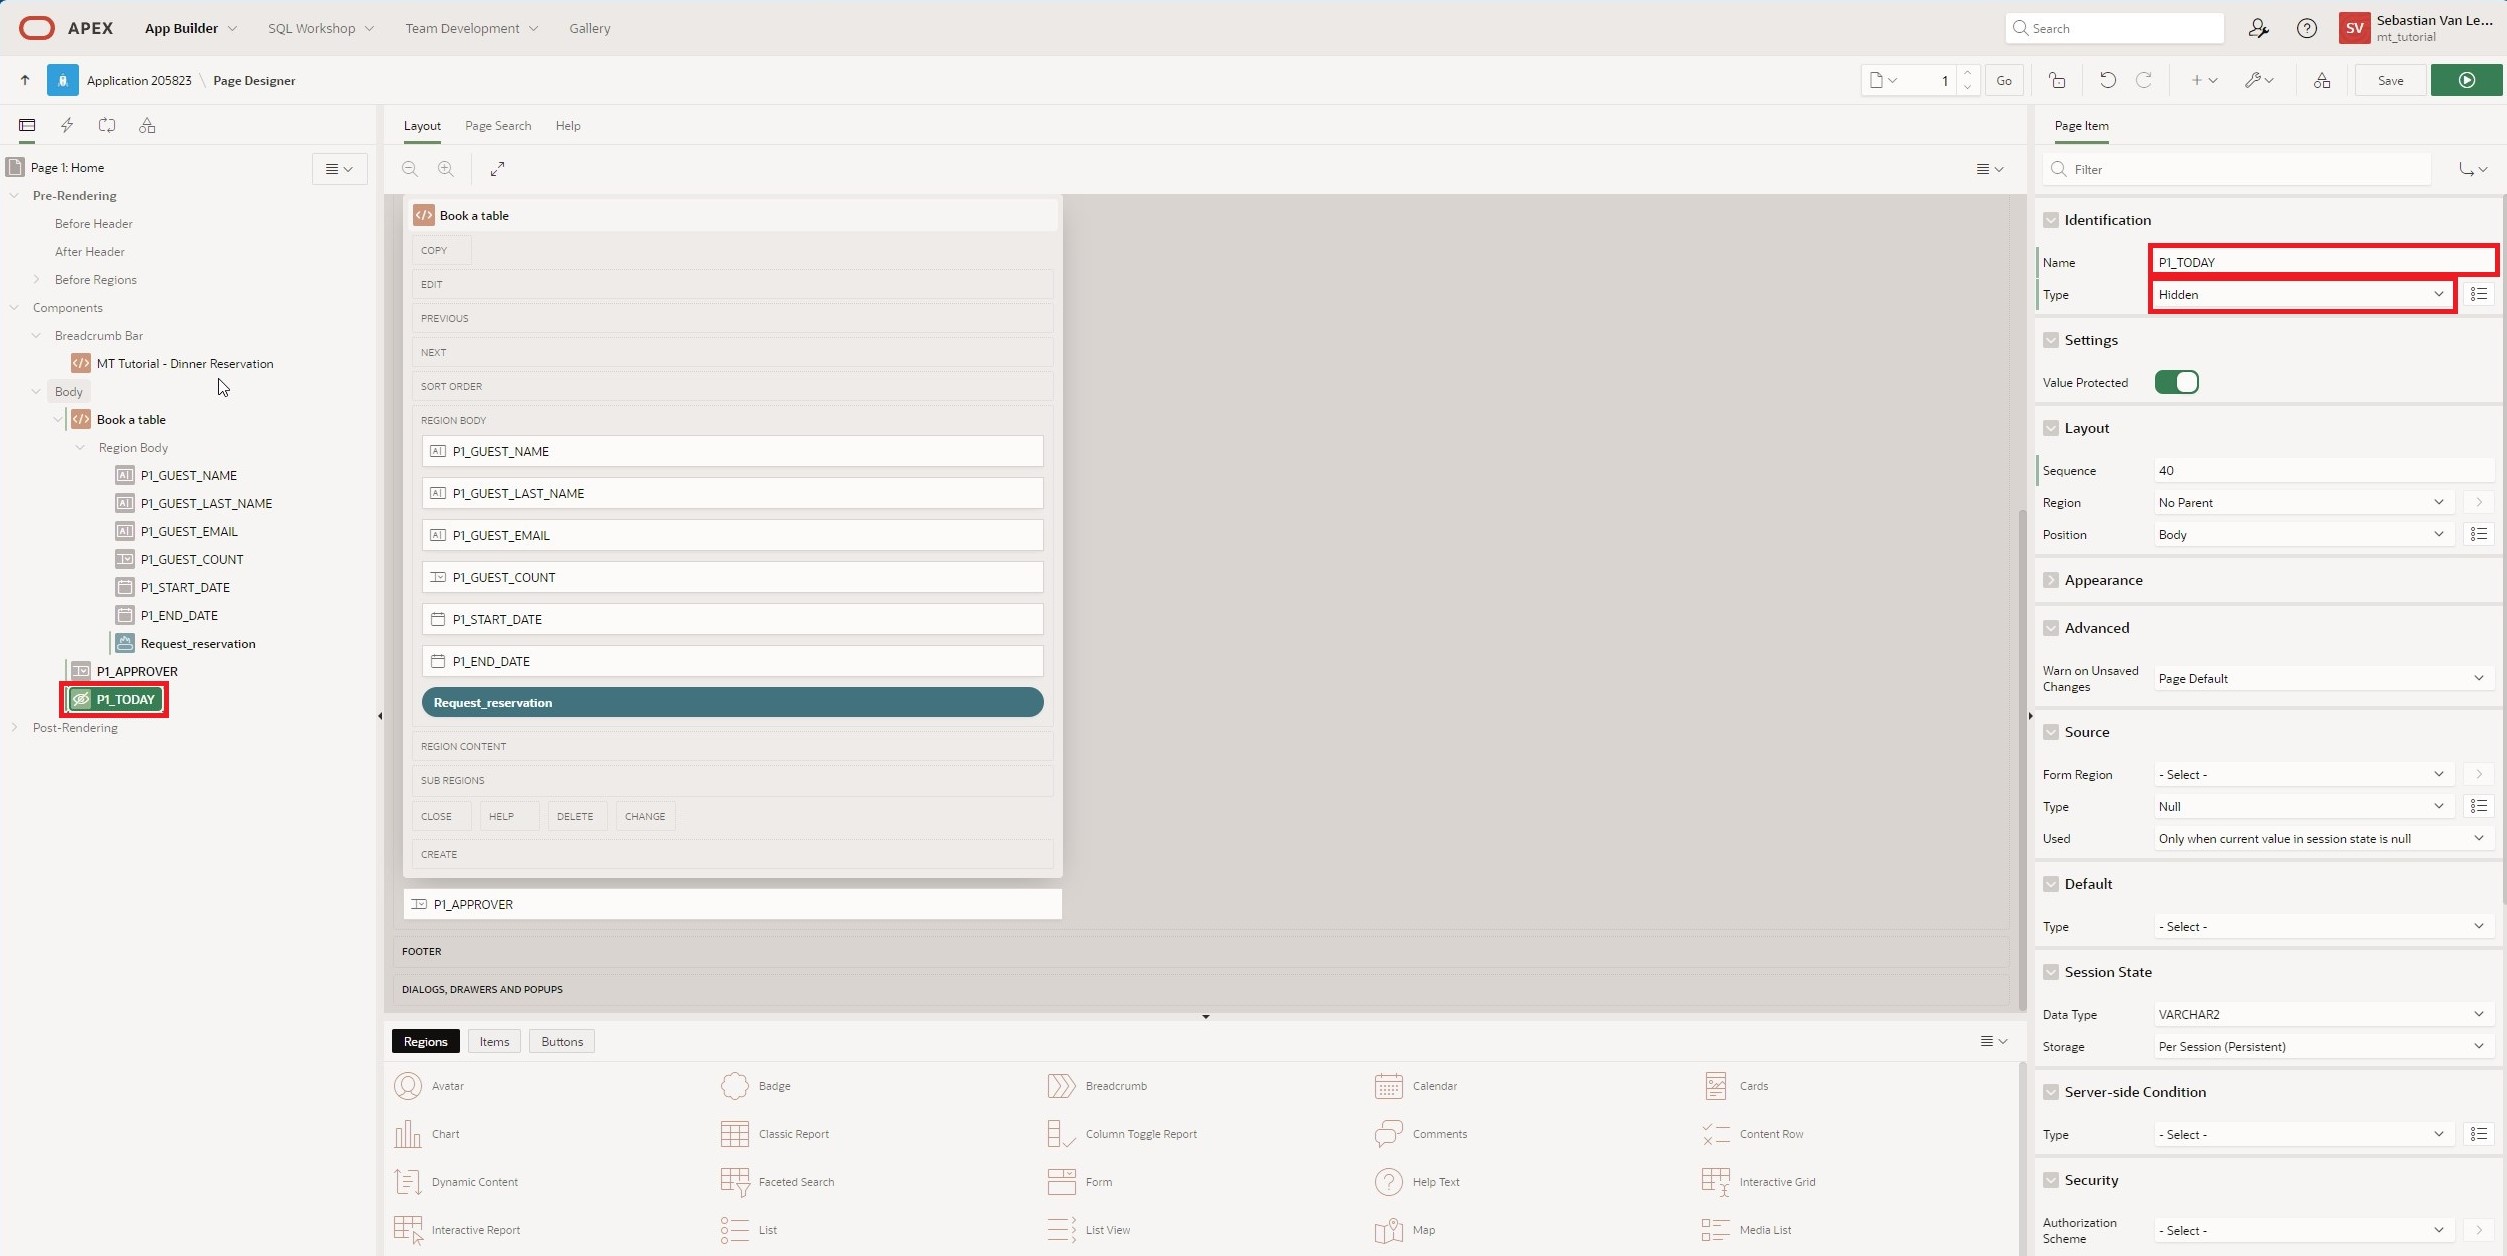 APEX
App Builder
SQL Workshop
Team Development
Gallery
Search
SV
Sebastian Van Le...
mt_tutorial
Application 205823 \ Page Designer
1
Go
Save
Page 1: Home
Pre-Rendering
Before Header
After Header
Before Regions
Components
Breadcrumb Bar
MT Tutorial - Dinner Reservation
Body
Book a table
Region Body
P1_GUEST_NAME
P1_GUEST_LAST_NAME
P1_GUEST_EMAIL
P1_GUEST_COUNT
P1_START_DATE
P1_END_DATE
Request_reservation
P1_APPROVER
P1_TODAY
Post-Rendering
Layout
Page Search
Help
Book a table
COPY
EDIT
PREVIOUS
NEXT
SORT ORDER
REGION BODY
P1_GUEST_NAME
P1_GUEST_LAST_NAME
P1_GUEST_EMAIL
P1_GUEST_COUNT
P1_START_DATE
P1_END_DATE
Request_reservation
REGION CONTENT
SUB REGIONS
CLOSE
HELP
DELETE
CHANGE
CREATE
P1_APPROVER
FOOTER
DIALOGS, DRAWERS AND POPUPS
Regions
Items
Buttons
Avatar
Badge
Breadcrumb
Calendar
Cards
Chart
Classic Report
Column Toggle Report
Comments
Content Row
Dynamic Content
Faceted Search
Form
Help Text
Interactive Grid
Interactive Report
List
List View
Map
Media List
Page Item
Filter
Identification
Name
P1_TODAY
Type
Hidden
Settings
Value Protected
Layout
Sequence
40
Region
No Parent
Position
Body
Appearance
Advanced
Warn on Unsaved
Changes
Page Default
Source
Form Region
- Select -
Type
Null
Used
Only when current value in session state is null
Default
Type
- Select -
Session State
Data Type
VARCHAR2
Storage
Per Session (Persistent)
Server-side Condition
Type
- Select -
Security
Authorization
Scheme
- Select -